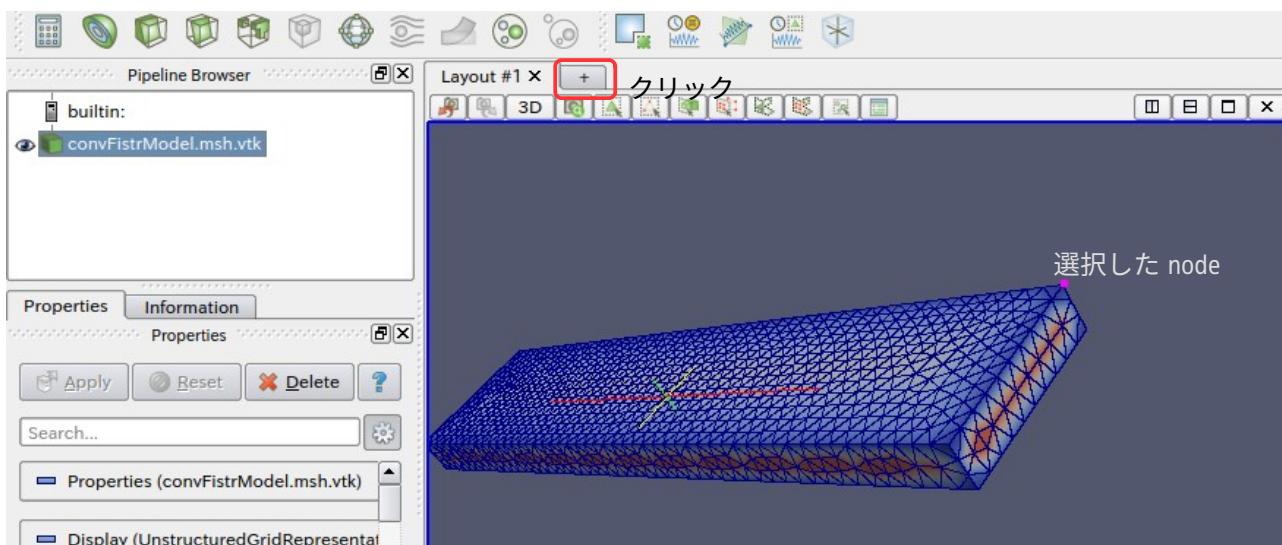 Pipeline Browser
Layout #1
+
クリック
3D
builtin:
convFistrModel.msh.vtk
選択した node
Properties
Information
Properties
Apply
Reset
Delete
?
Search...
Properties (convFistrModel.msh.vtk)
Display (UnstructuredGridRepresentat